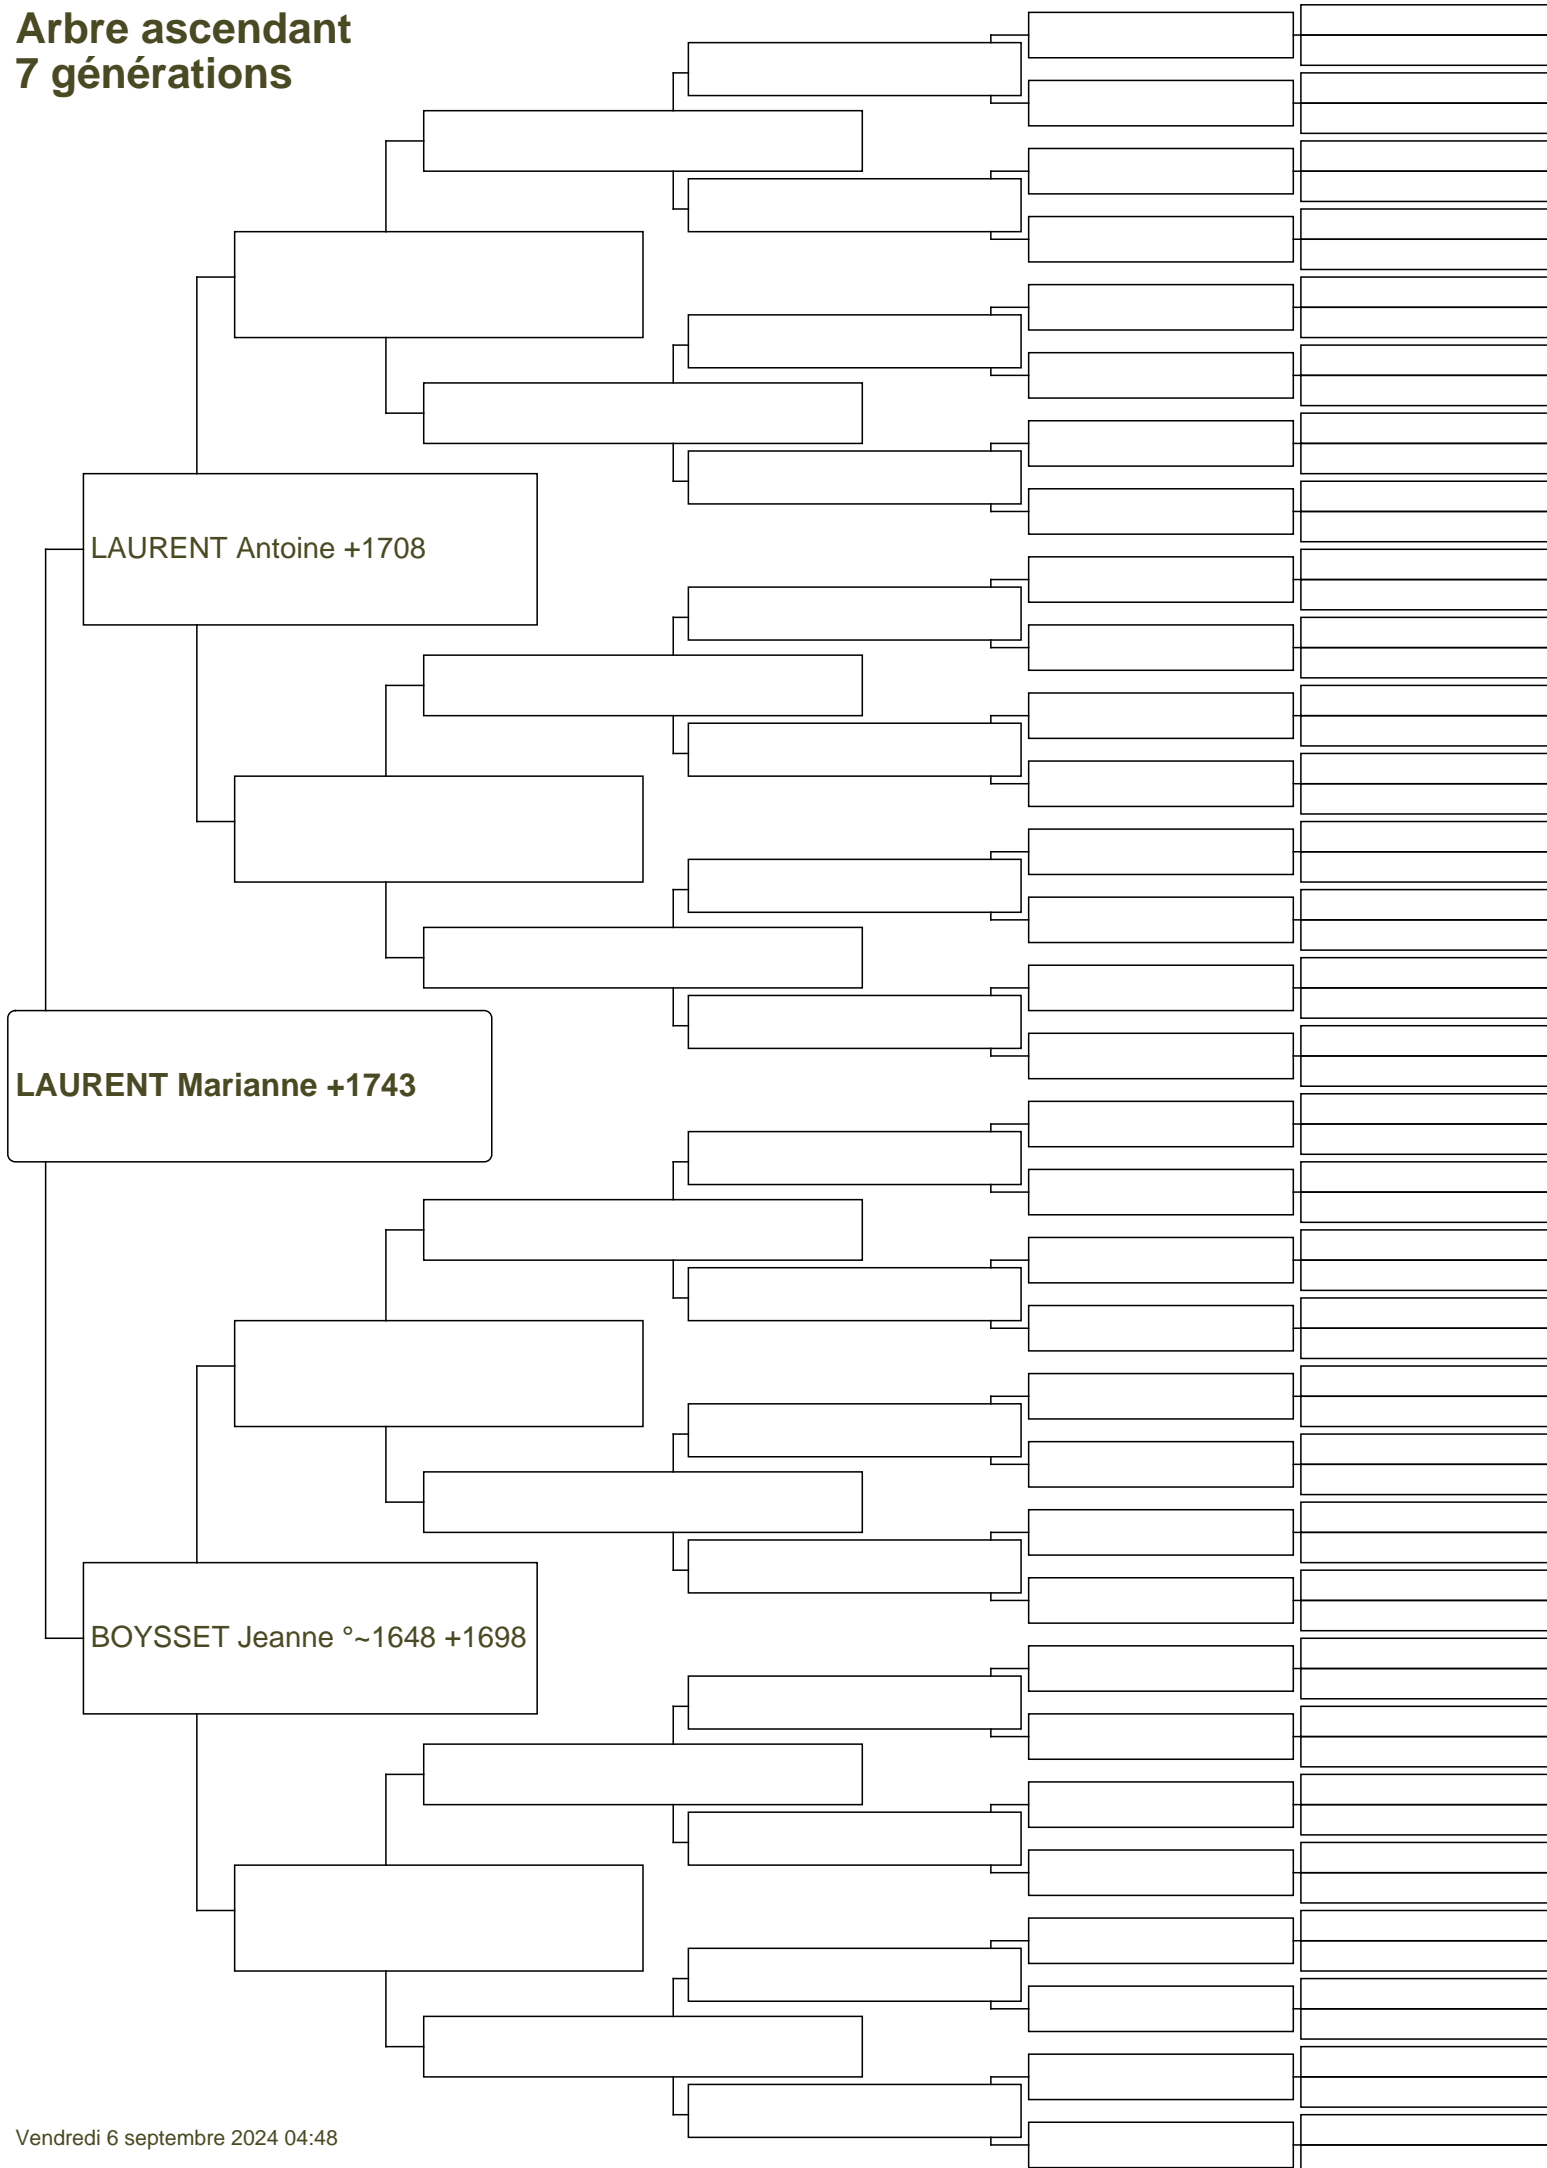 Arbre ascendant
7 générations
LAURENT Antoine +1708
LAURENT Marianne +1743
BOYSSET Jeanne °~1648 +1698
Vendredi 6 septembre 2024 04:48